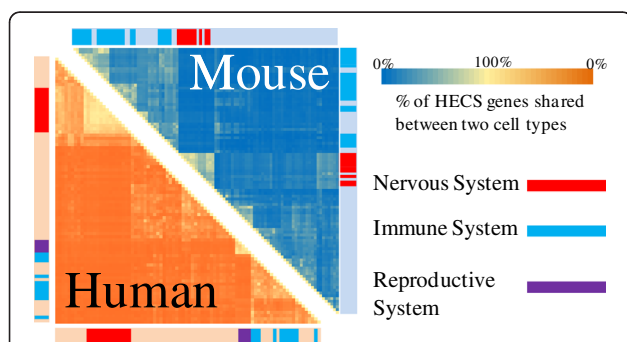 Mouse
Human
0% 100% 0%
% of HECS genes shared
between two cell types
Nervous System
Immune System
Reproductive
System